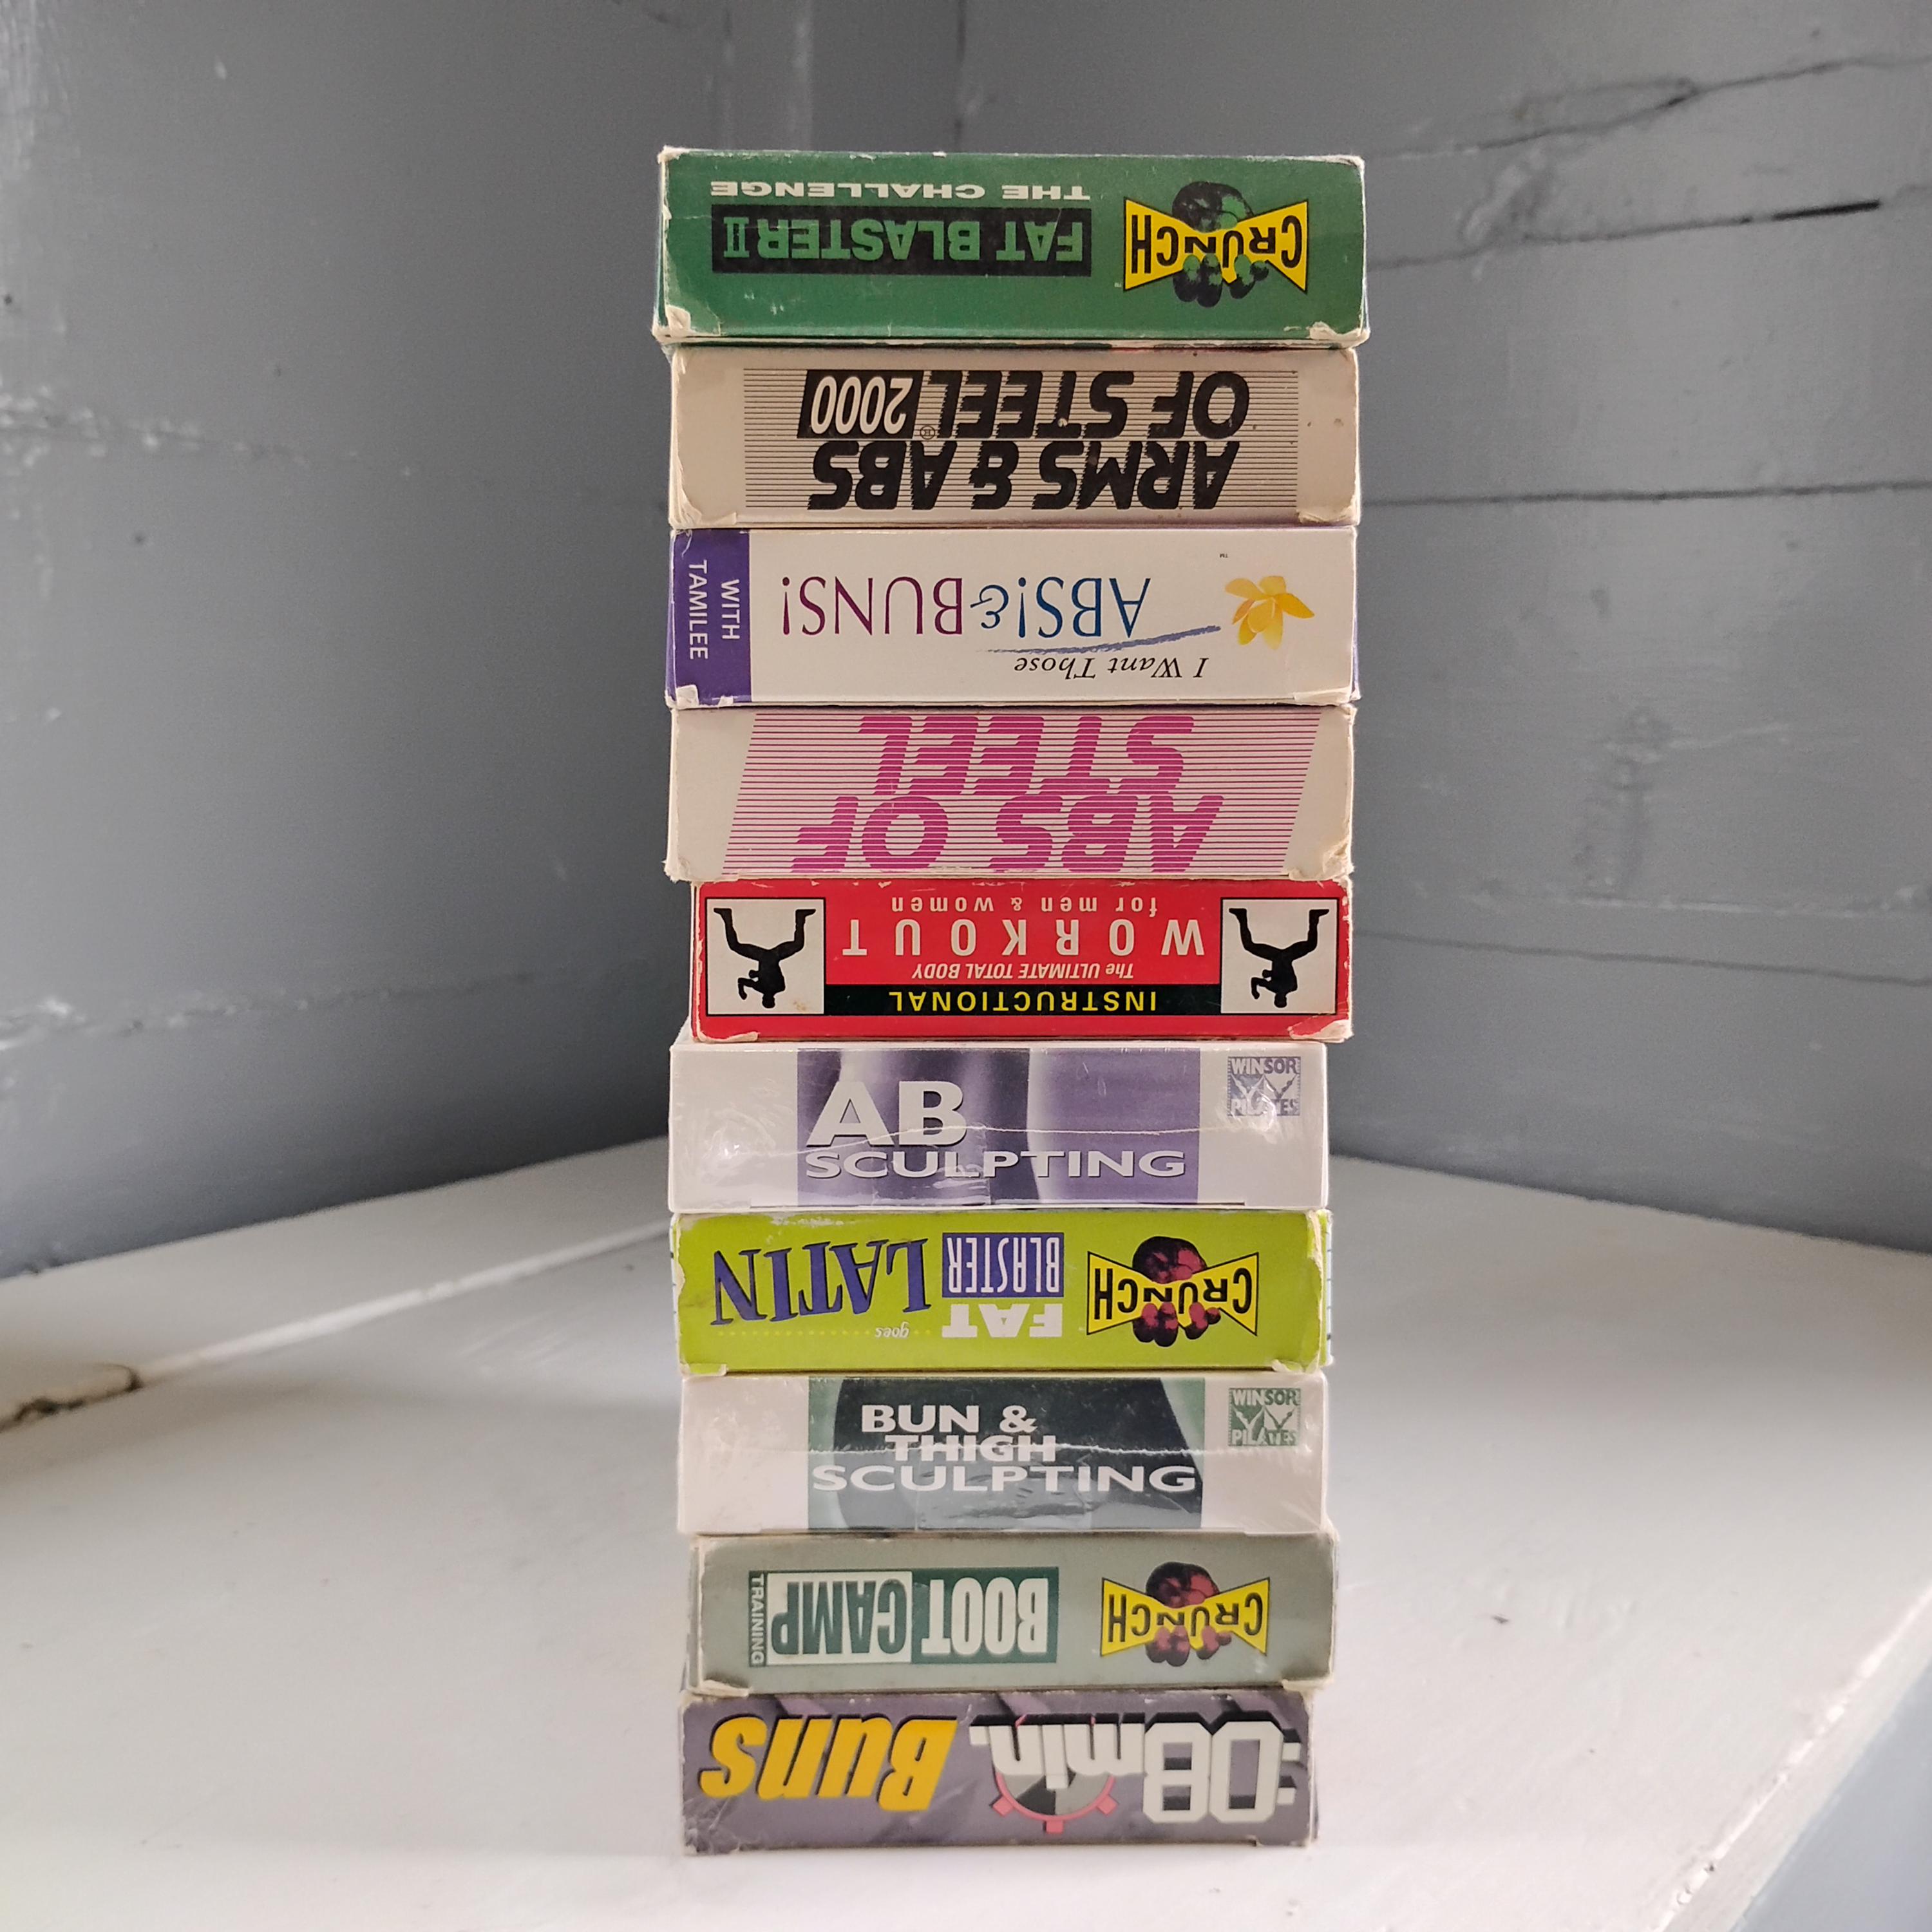 CRUNCH
FAT BLASTER II
THE CHALLENGE
ARMS & ABS
OF STEEL® 2000
I Want Those
ABS! & BUNS!
™
WITH
TAMILEE
ABS OF
STEEL
INSTRUCTIONAL
The ULTIMATE TOTAL BODY
WORKOUT
for men & women
AB
SCULPTING
WINSOR
PILATES
CRUNCH
FAT
BLASTER
goes
LATIN
BUN &
THIGH
SCULPTING
WINSOR
PILATES
CRUNCH
BOOT CAMP
TRAINING
:08 min. Buns